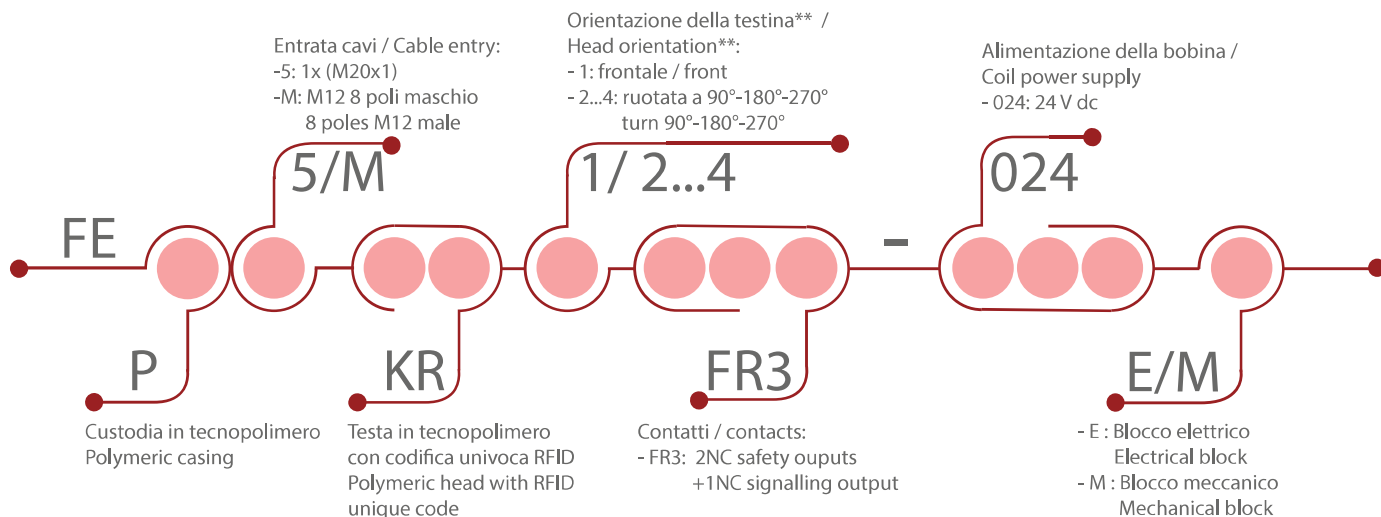 Entrata cavi / Cable entry:
-5: 1x (M20x1)
-M: M12 8 poli maschio
8 poles M12 male
5/M
Orientazione della testina** /
Head orientation**:
- 1: frontale / front
- 2...4: ruotata a 90°-180°-270°
turn 90°-180°-270°
1/ 2...4
Alimentazione della bobina /
Coil power supply
- 024: 24 V dc
024
FE
-
P
Custodia in tecnopolimero
Polymeric casing
KR
Testa in tecnopolimero
con codifica univoca RFID
Polymeric head with RFID
unique code
FR3
Contatti / contacts:
- FR3: 2NC safety ouputs
+1NC signalling output
E/M
- E : Blocco elettrico
Electrical block
- M : Blocco meccanico
Mechanical block